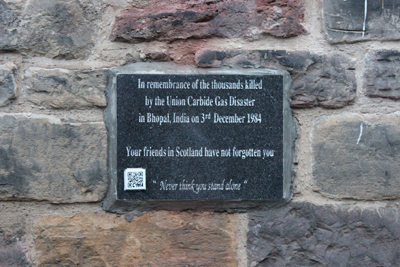 In remembrance of the thousands killed
by the Union Carbide Gas Disaster
in Bhopal, India on 3rd December 1984
Your friends in Scotland have not forgotten you
" Never think you stand alone "